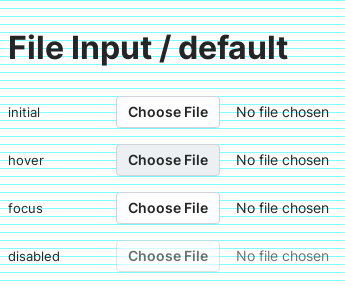 File Input / default
initial Choose File No file chosen
hover Choose File No file chosen
focus Choose File No file chosen
disabled Choose File No file chosen